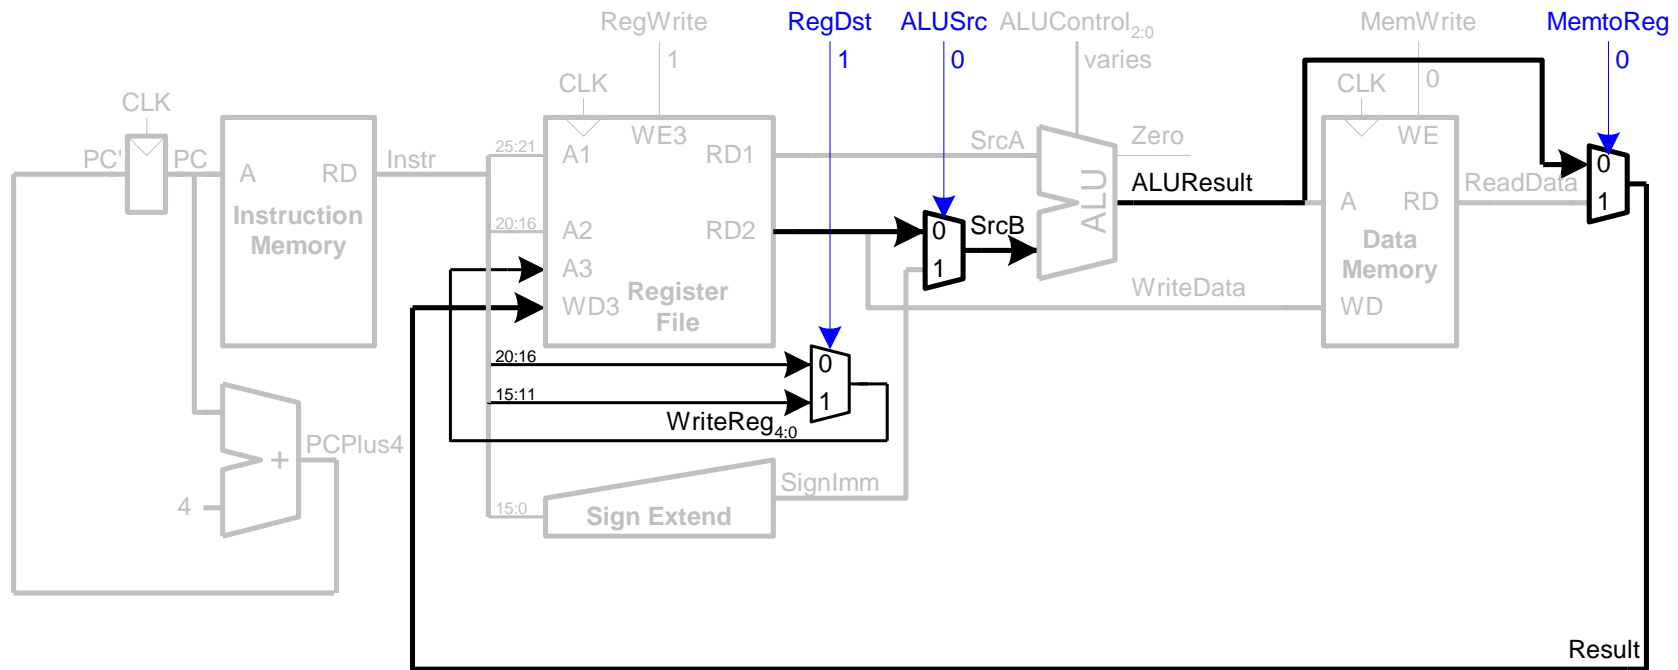 RegWrite
RegDst
ALUSrc
ALUControl2:0
MemWrite
MemtoReg
1
1
0
varies
0
0
CLK
CLK
CLK
PC'
PC
A
RD
Instr
Instruction
Memory
25:21
A1
WE3
RD1
SrcA
Zero
WE
0
20:16
A2
RD2
0
SrcB
ALU
ALUResult
A
RD
ReadData
1
A3
1
Data
Memory
WD3
Register
File
WriteData
WD
20:16
0
15:11
1
WriteReg4:0
PCPlus4
+
4
SignImm
15:0
Sign Extend
Result